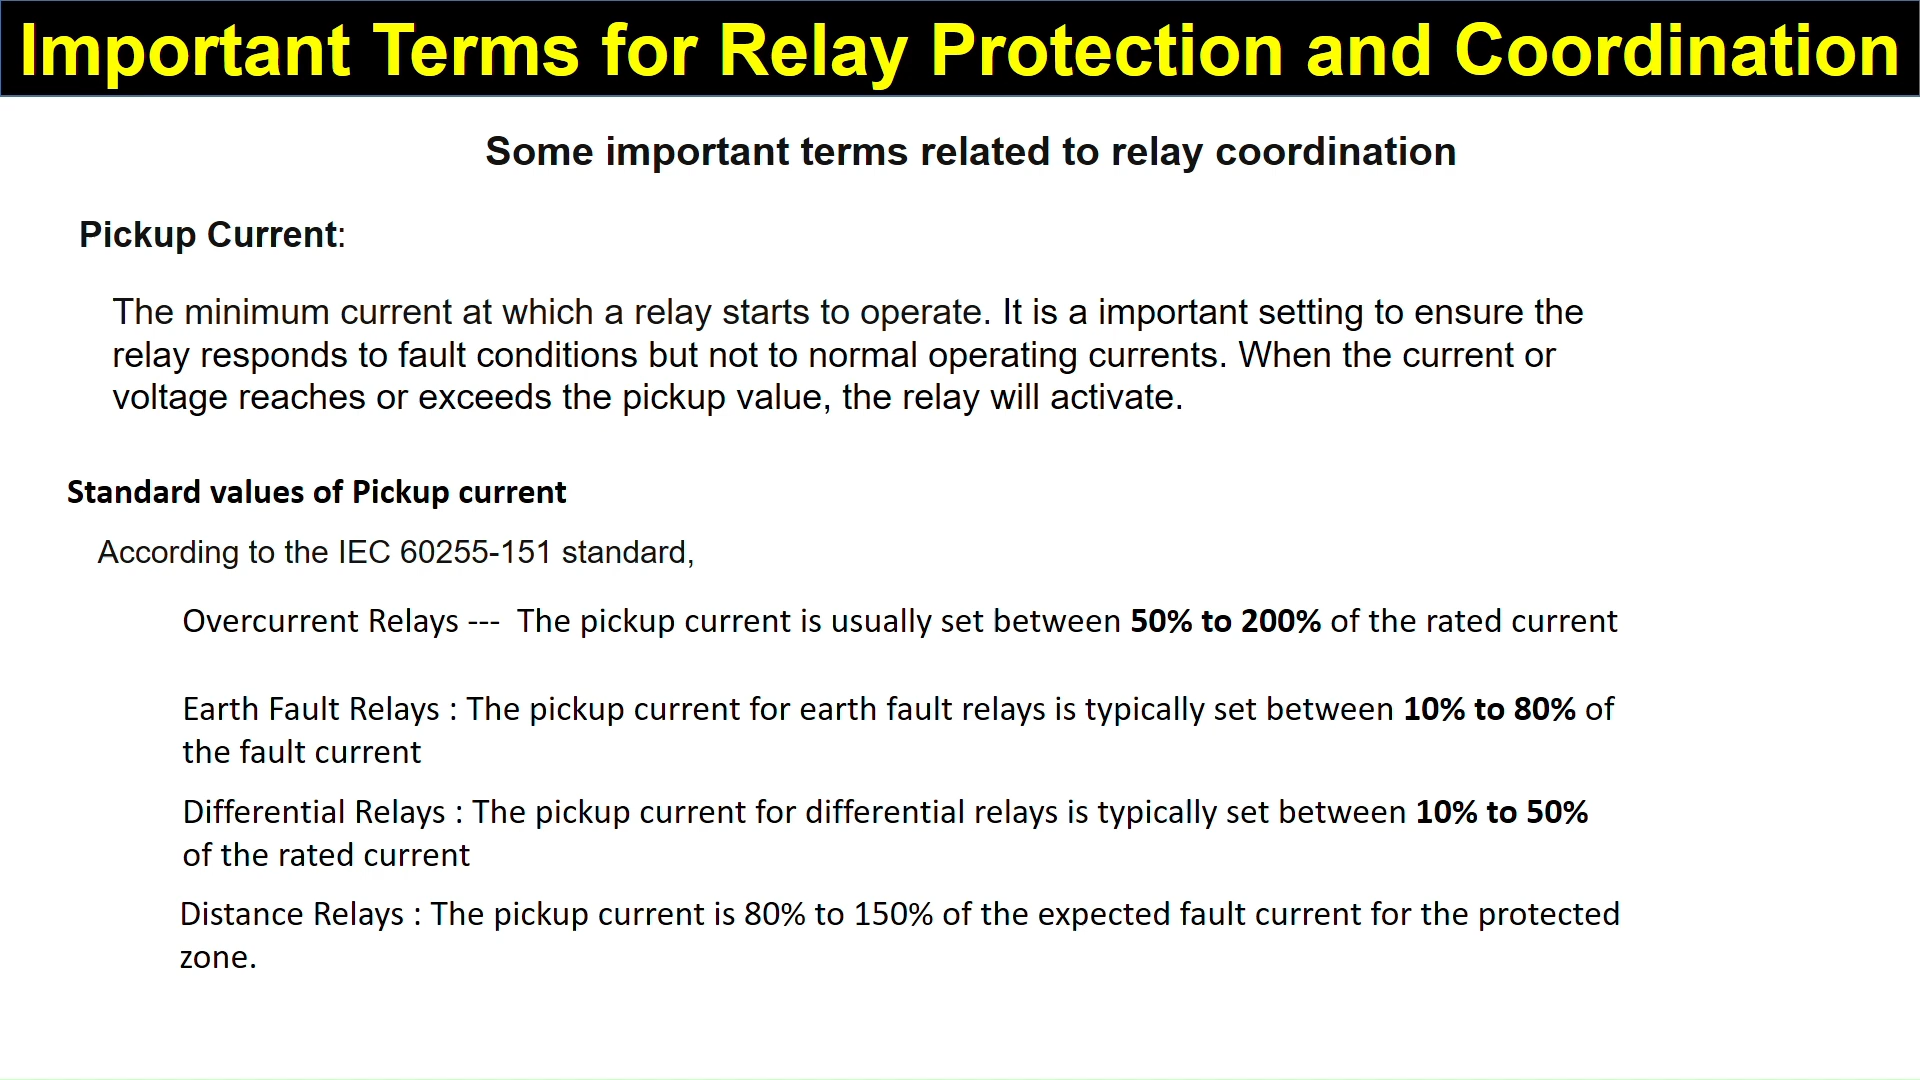 Important Terms for Relay Protection and Coordination
Some important terms related to relay coordination
Pickup Current:
The minimum current at which a relay starts to operate. It is a important setting to ensure the
relay responds to fault conditions but not to normal operating currents. When the current or
voltage reaches or exceeds the pickup value, the relay will activate.
Standard values of Pickup current
According to the IEC 60255-151 standard,
Overcurrent Relays --- The pickup current is usually set between 50% to 200% of the rated current
Earth Fault Relays : The pickup current for earth fault relays is typically set between 10% to 80% of
the fault current
Differential Relays : The pickup current for differential relays is typically set between 10% to 50%
of the rated current
Distance Relays : The pickup current is 80% to 150% of the expected fault current for the protected
zone.